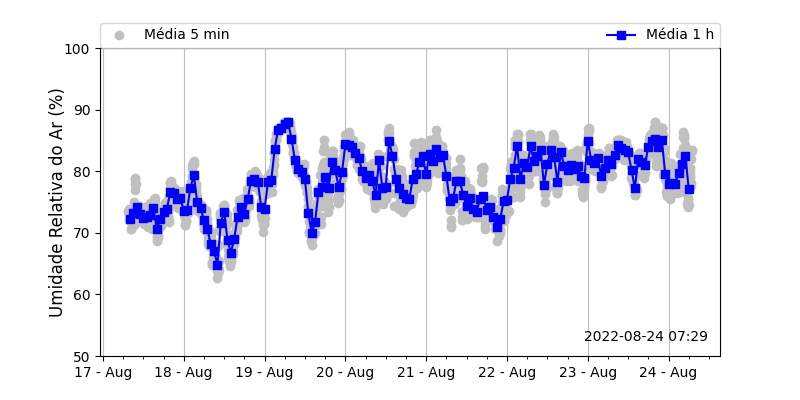 Média 5 min
Média 1 h
100
90
80
70
60
50
Umidade Relativa do Ar (%)
2022-08-24 07:29
17 - Aug
18 - Aug
19 - Aug
20 - Aug
21 - Aug
22 - Aug
23 - Aug
24 - Aug